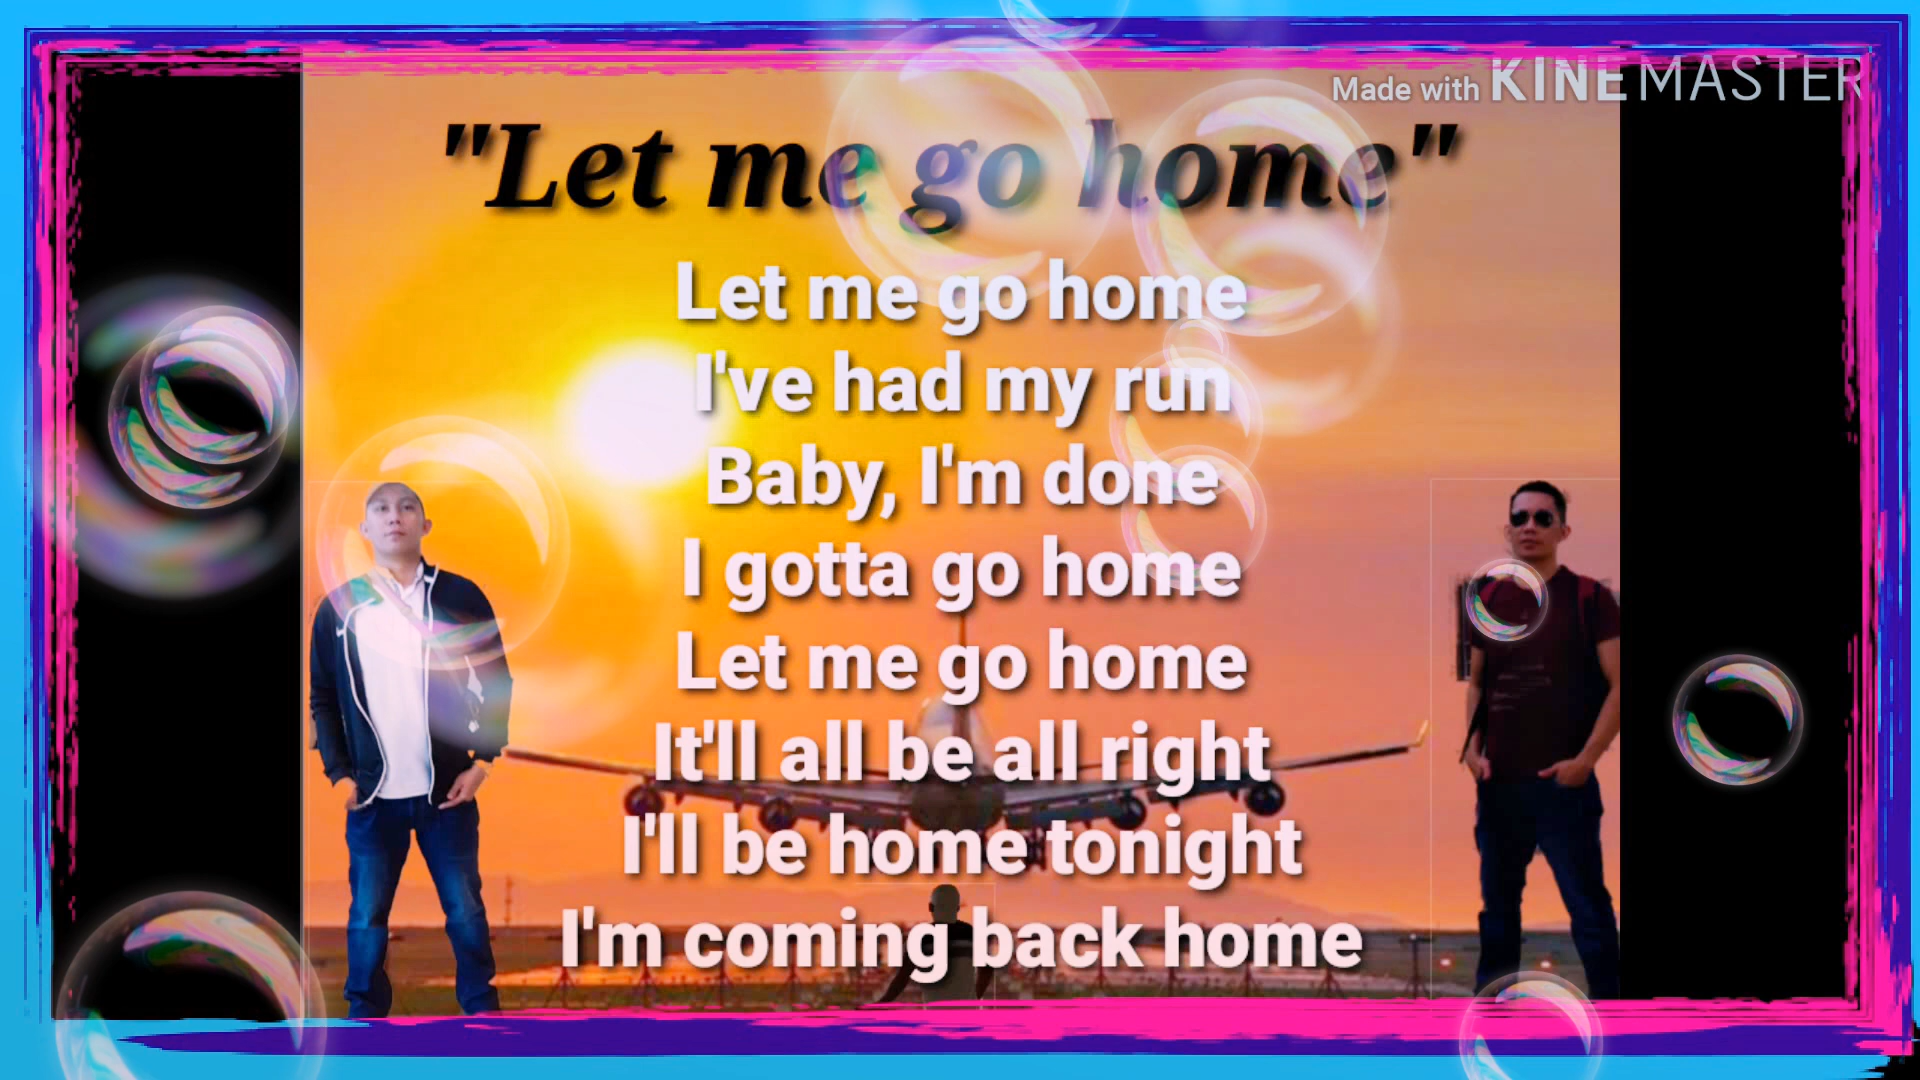 Made with KINEMASTER
"Let me go home"
Let me go home
I've had my run
Baby, I'm done
I gotta go home
Let me go home
It'll all be all right
I'll be home tonight
I'm coming back home